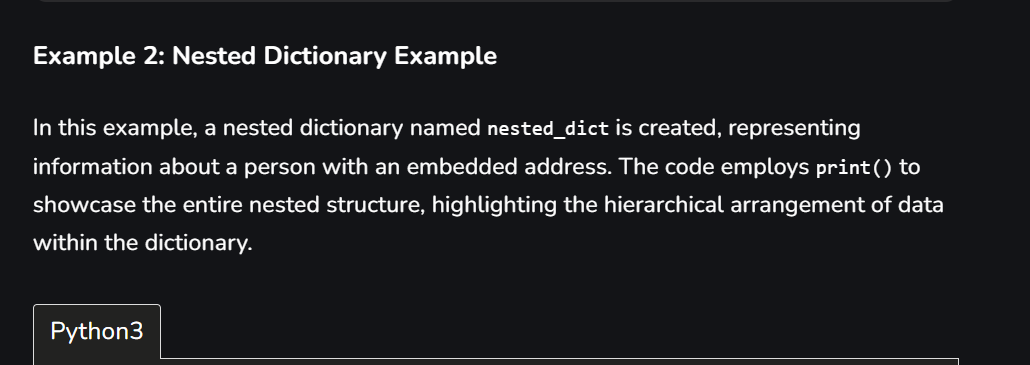 Example 2: Nested Dictionary Example
In this example, a nested dictionary named nested_dict is created, representing
information about a person with an embedded address. The code employs print() to
showcase the entire nested structure, highlighting the hierarchical arrangement of data
within the dictionary.
Python3